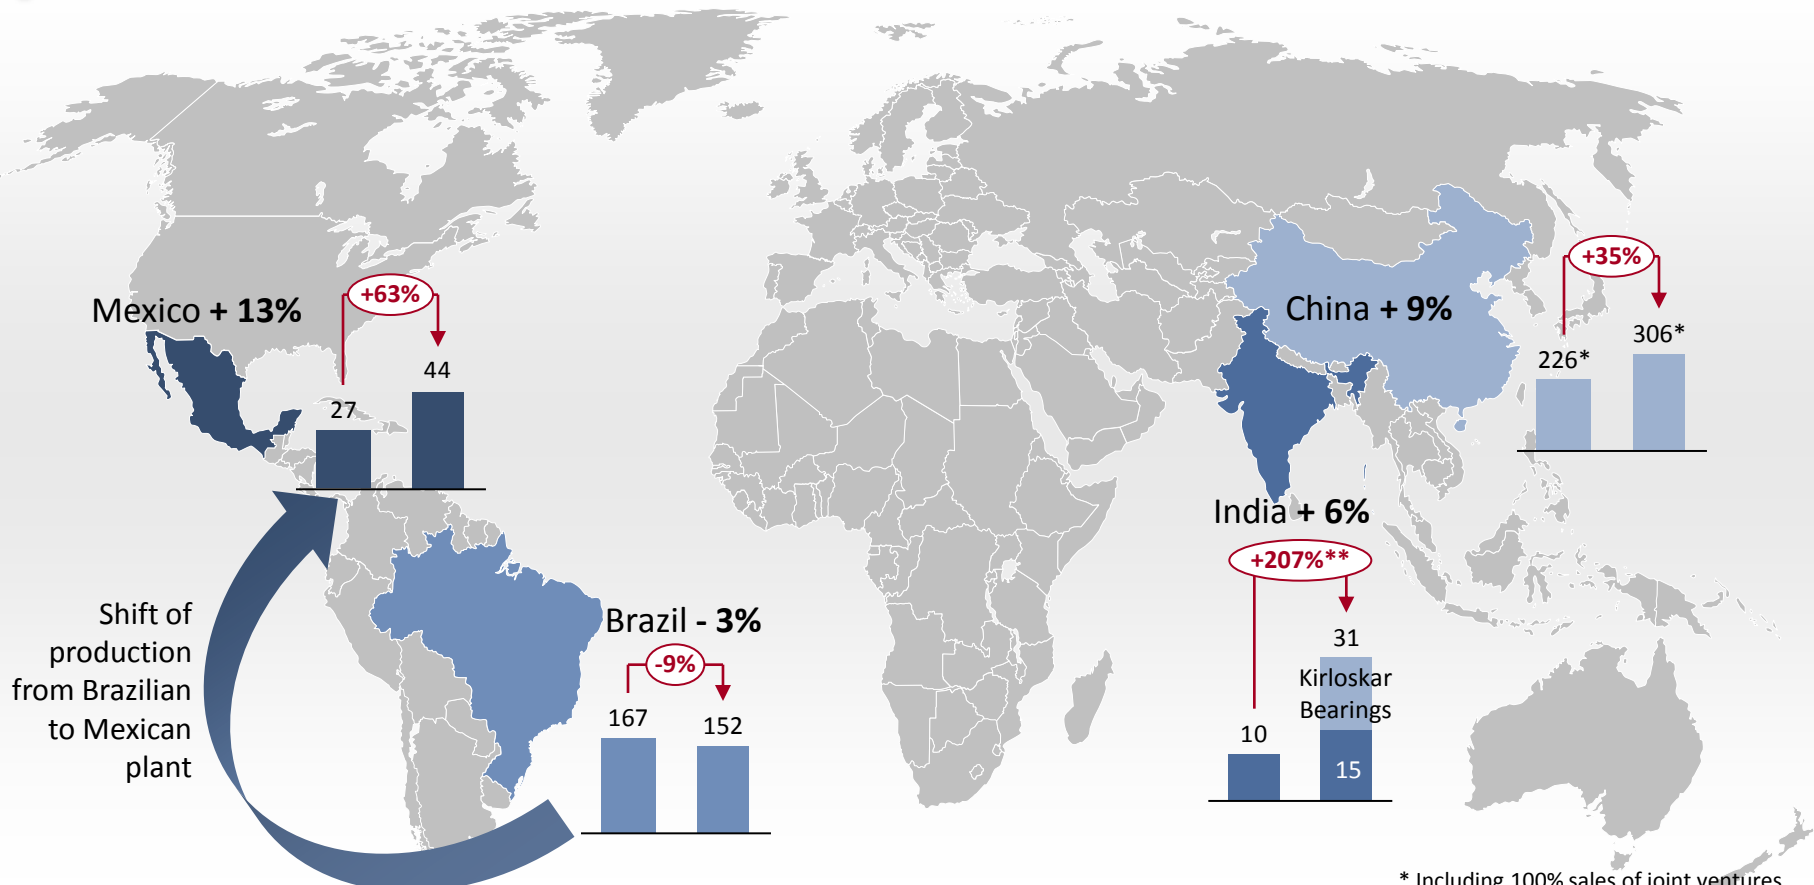 Mexico + 13%
+63%
27
44
China + 9%
+35%
226*
306*
India + 6%
+207%**
10
31
Kirloskar
Bearings
15
Shift of
production
from Brazilian
to Mexican
plant
Brazil - 3%
-9%
167
152
* Including 100% sales of joint ventures